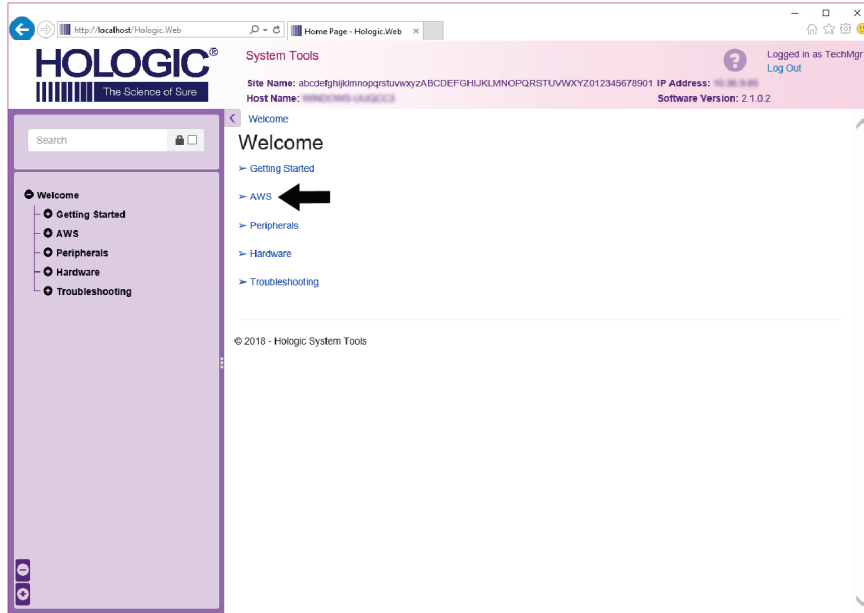 http://localhost/Hologic.Web
Home Page - Hologic.Web
HOLOGIC®
The Science of Sure
System Tools
Logged in as TechMgr
Log Out
Site Name: abcdefghijklmnopqrstuvwxyzABCDEFGHIJKLMNOPQRSTUVWXYZ012345678901 IP Address:
Host Name:
Software Version: 2.1.0.2
Search
Welcome
Getting Started
AWS
Peripherals
Hardware
Troubleshooting
Welcome
Welcome
➢ Getting Started
➢ AWS
➢ Peripherals
➢ Hardware
➢ Troubleshooting
© 2018 - Hologic System Tools